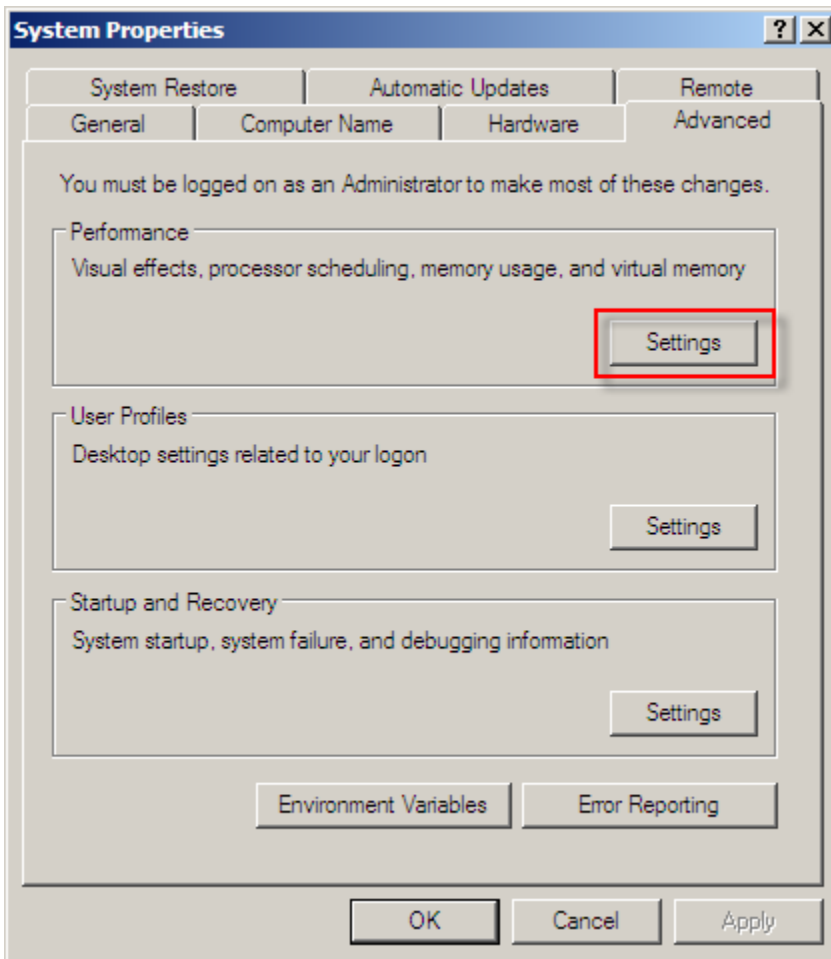 System Properties
System Restore
Automatic Updates
Remote
General
Computer Name
Hardware
Advanced
You must be logged on as an Administrator to make most of these changes.
Performance
Visual effects, processor scheduling, memory usage, and virtual memory
Settings
User Profiles
Desktop settings related to your logon
Settings
Startup and Recovery
System startup, system failure, and debugging information
Settings
Environment Variables
Error Reporting
OK
Cancel
Apply